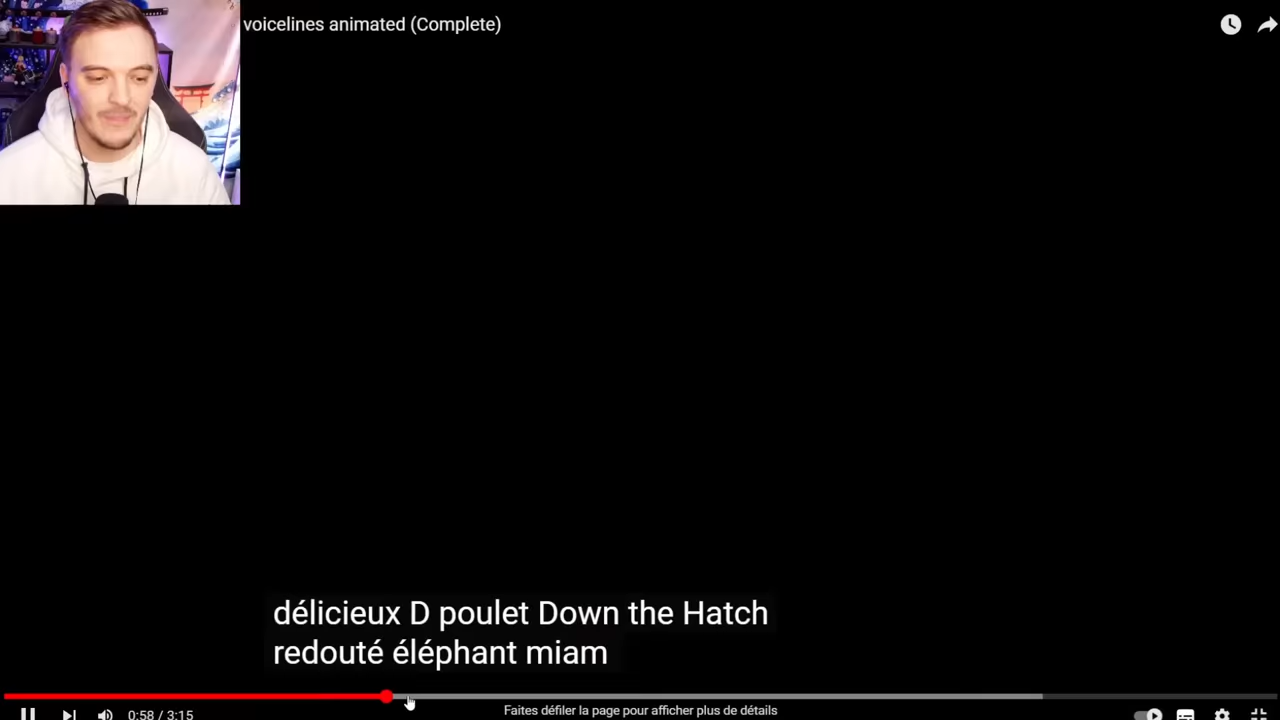 voicelines animated (Complete)
délicieux D poulet Down the Hatch
redouté éléphant miam
0:58 / 3:15
Faites défiler la page pour afficher plus de détails